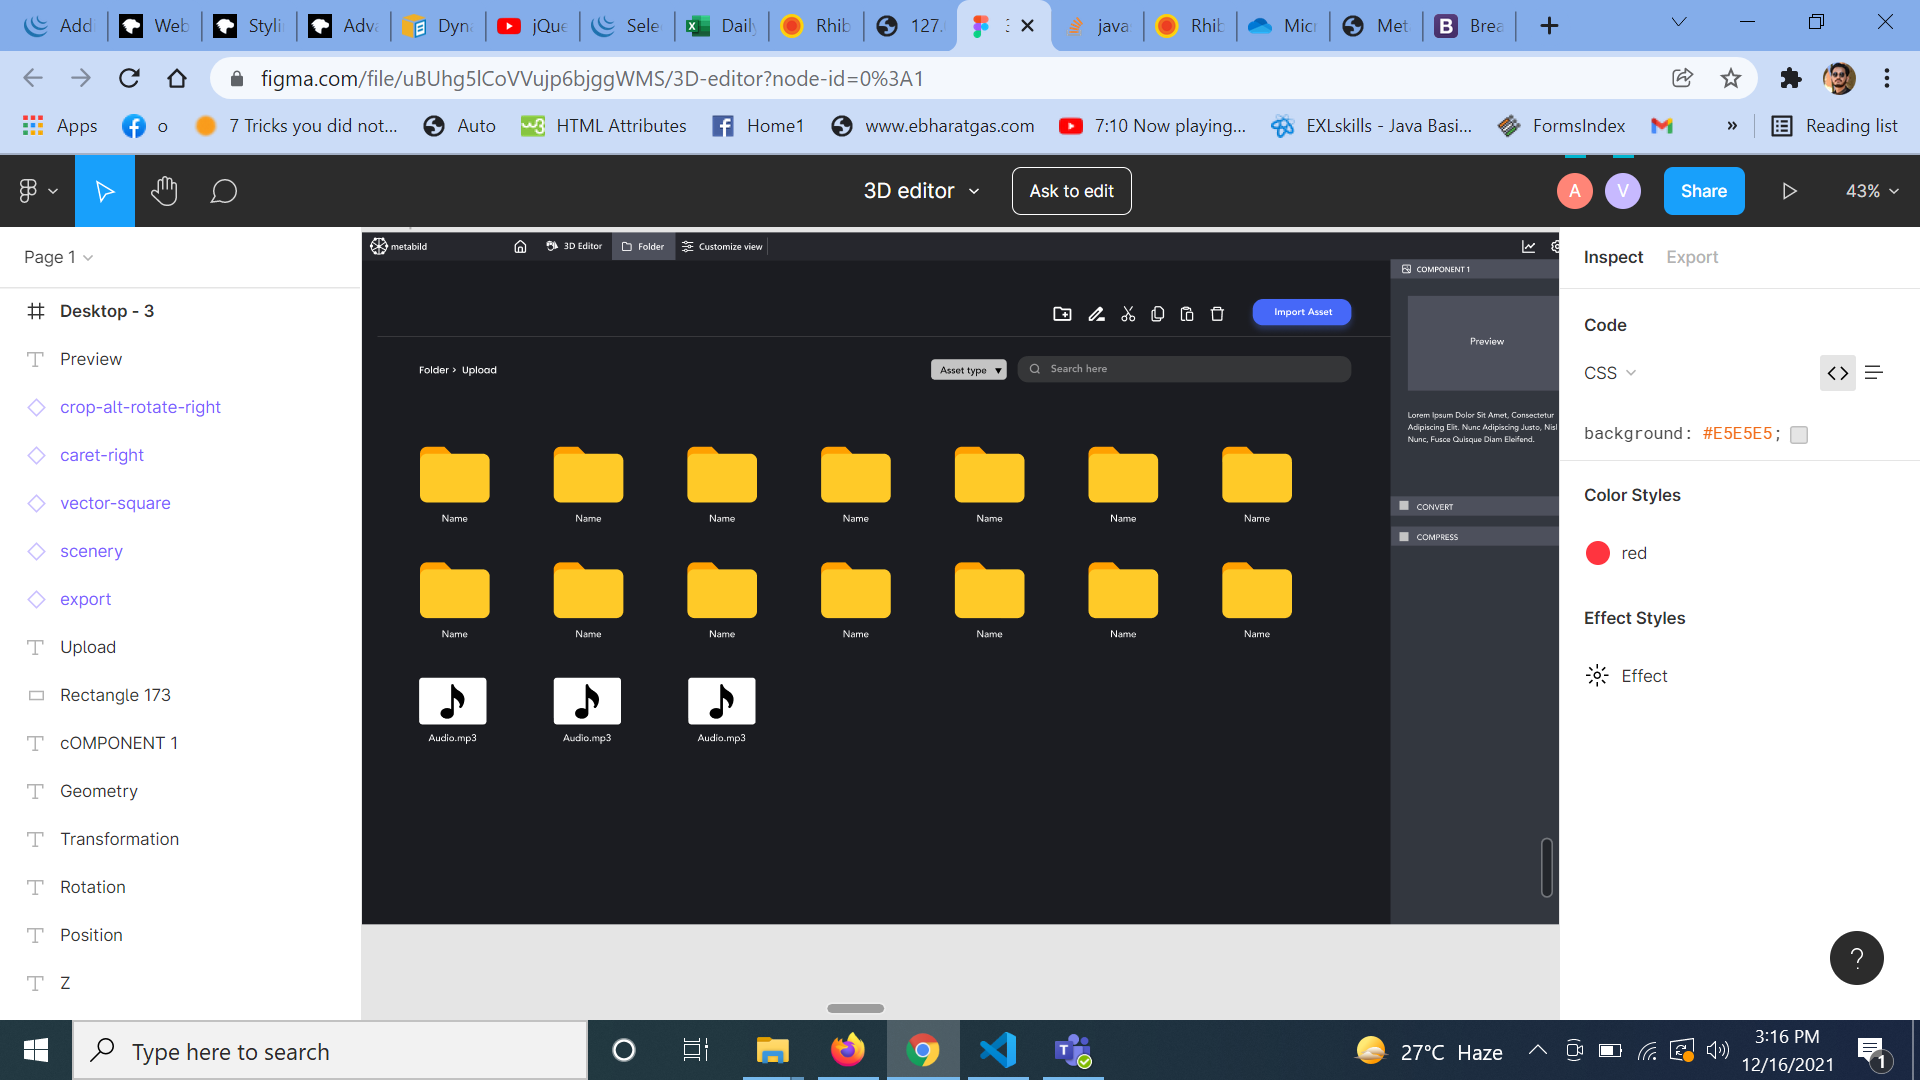 Addi
Web
Stylin
Adva
Dyna
jQue
Selec
Daily
Rhib
127.
3
java
Rhib
Micr
Met
Brea
figma.com/file/uBUhg5lCoVVujp6bjggWMS/3D-editor?node-id=0%3A1
Apps
o
7 Tricks you did not...
Auto
HTML Attributes
Home1
www.ebharatgas.com
7:10 Now playing...
EXLskills - Java Basi...
FormsIndex
»
Reading list
3D editor
Ask to edit
A
V
Share
43%
Page 1
Desktop - 3
Preview
crop-alt-rotate-right
caret-right
vector-square
scenery
export
Upload
Rectangle 173
cOMPONENT 1
Geometry
Transformation
Rotation
Position
Z
metabild
3D Editor
Folder
Customize view
Import Asset
Folder > Upload
Asset type
Search here
Name
Name
Name
Name
Name
Name
Name
Name
Name
Name
Name
Name
Name
Name
Audio.mp3
Audio.mp3
Audio.mp3
COMPONENT 1
Preview
Lorem Ipsum Dolor Sit Amet, Consectetur
Adipiscing Elit. Nunc Adipiscing Justo, Nisl
Nunc, Fusce Quisque Diam Eleifend.
CONVERT
COMPRESS
Inspect
Export
Code
CSS
background: #E5E5E5;
Color Styles
red
Effect Styles
Effect
?
Type here to search
27°C Haze
3:16 PM
12/16/2021
1